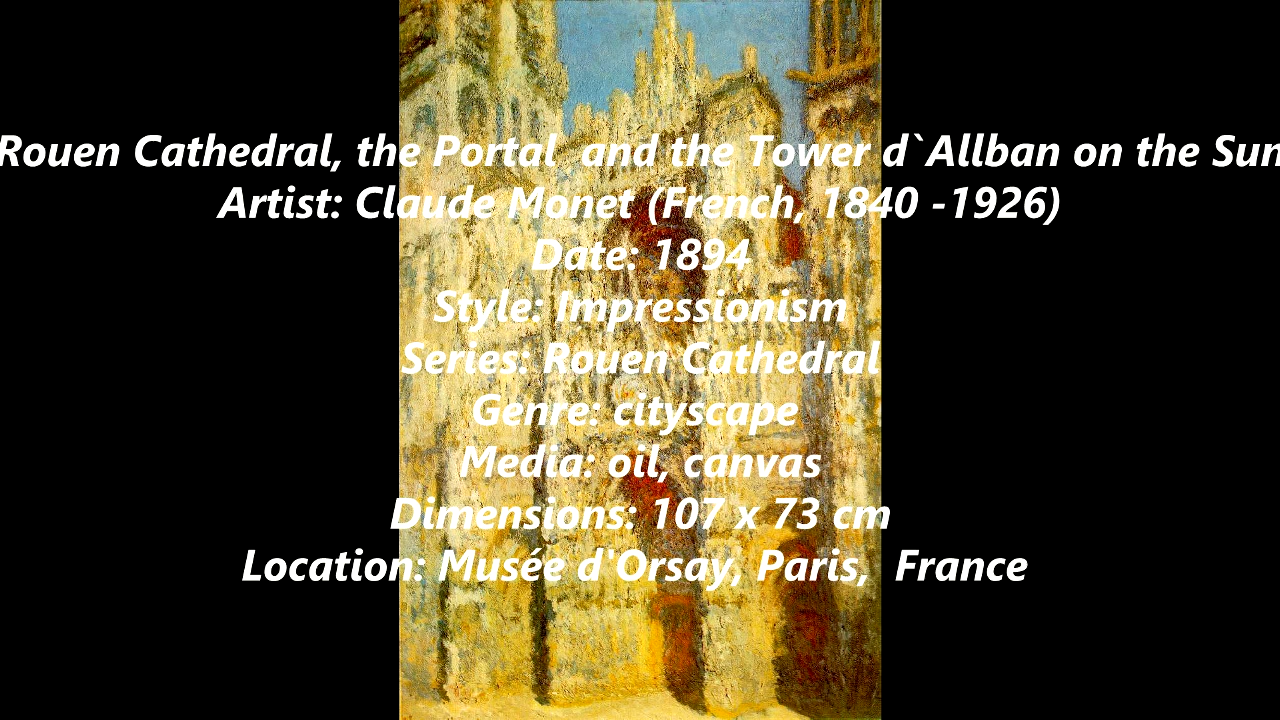 Rouen Cathedral, the Portal  and the Tower d`Allban on the Sun
Artist: Claude Monet (French, 1840 -1926)
Date: 1894
Style: Impressionism
Series: Rouen Cathedral
Genre: cityscape
Media: oil, canvas
Dimensions: 107 x 73 cm
Location: Musée d'Orsay, Paris,  France